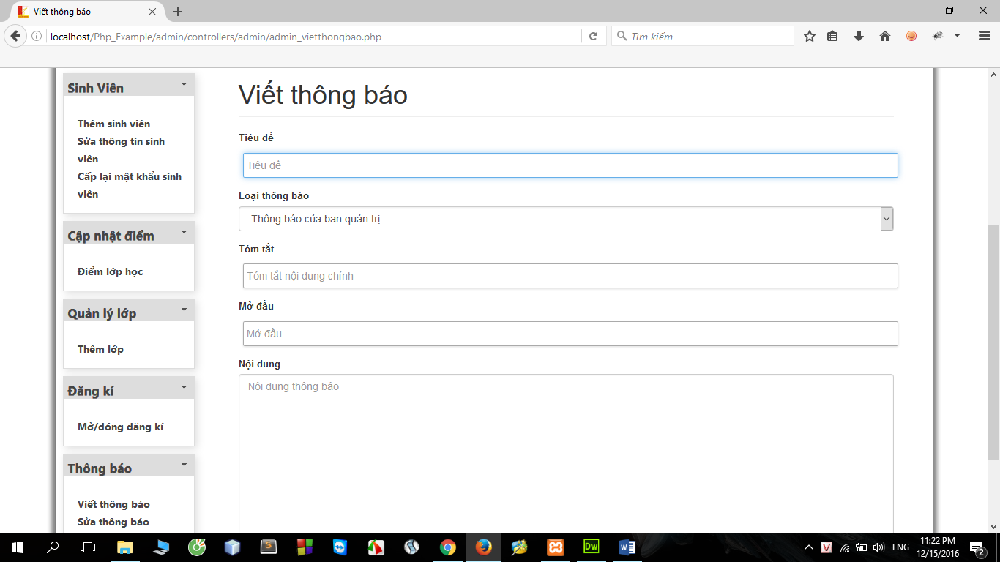 Viết thông báo
localhost/Php_Example/admin/controllers/admin/admin_vietthongbao.php
Tìm kiếm
Sinh Viên
Thêm sinh viên
Sửa thông tin sinh
viên
Cấp lại mật khẩu sinh
viên
Cập nhật điểm
Điểm lớp học
Quản lý lớp
Thêm lớp
Đăng kí
Mở/đóng đăng kí
Thông báo
Viết thông báo
Sửa thông báo
Viết thông báo
Tiêu đề
Tiêu đề
Loại thông báo
Thông báo của ban quản trị
Tóm tắt
Tóm tắt nội dung chính
Mở đầu
Mở đầu
Nội dung
Nội dung thông báo
S
Dw
W
V
ENG
11:22 PM
12/15/2016
2